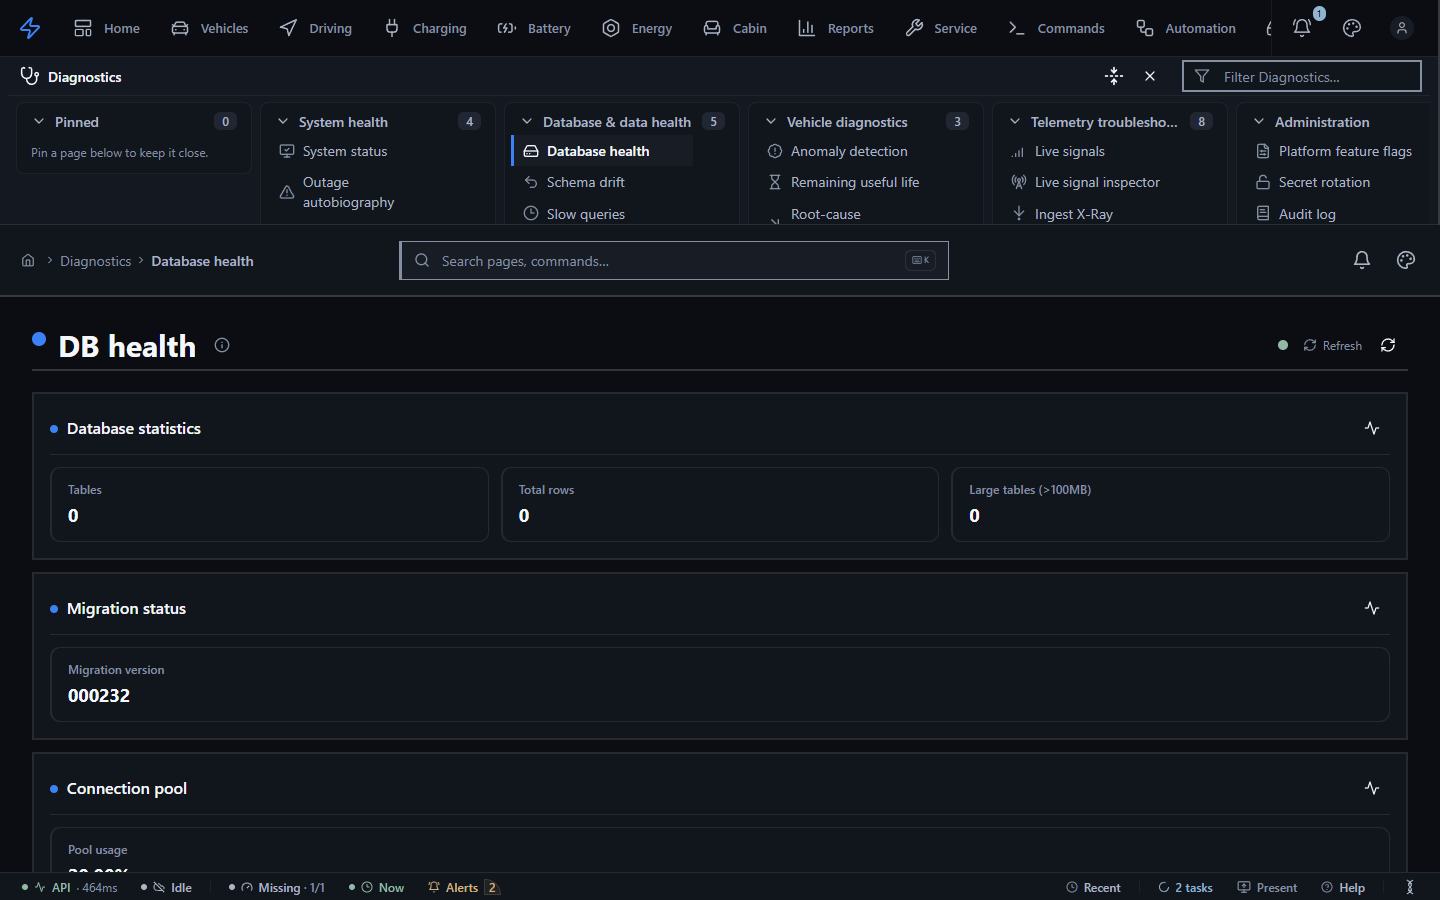 Home Vehicles Driving Charging Battery Energy Cabin Reports Service Commands Automation 1
Diagnostics Filter Diagnostics...
Pinned 0
Pin a page below to keep it close.
System health 4
System status
Outage
autobiography
Database & data health 5
Database health
Schema drift
Slow queries
Vehicle diagnostics 3
Anomaly detection
Remaining useful life
Root-cause
Telemetry troublesho... 8
Live signals
Live signal inspector
Ingest X-Ray
Administration
Platform feature flags
Secret rotation
Audit log
Diagnostics Database health Search pages, commands... K
DB health Refresh
Database statistics
Tables
0
Total rows
0
Large tables (>100MB)
0
Migration status
Migration version
000232
Connection pool
Pool usage
API · 464ms Idle Missing · 1/1 Now Alerts 2 Recent 2 tasks Present Help